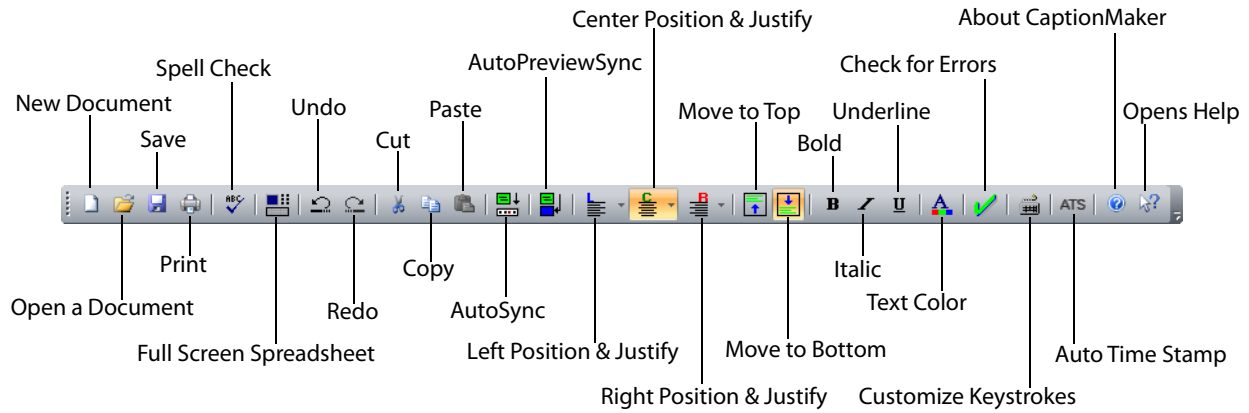 Center Position & Justify
About CaptionMaker
Spell Check
AutoPreviewSync
Check for Errors
New Document
Undo
Paste
Move to Top
Underline
Opens Help
Save
Cut
Bold
ABC
L
C
R
B
I
U
A
ATS
?
?
Print
Copy
Italic
Open a Document
Redo
AutoSync
Text Color
Full Screen Spreadsheet
Left Position & Justify
Move to Bottom
Auto Time Stamp
Right Position & Justify
Customize Keystrokes